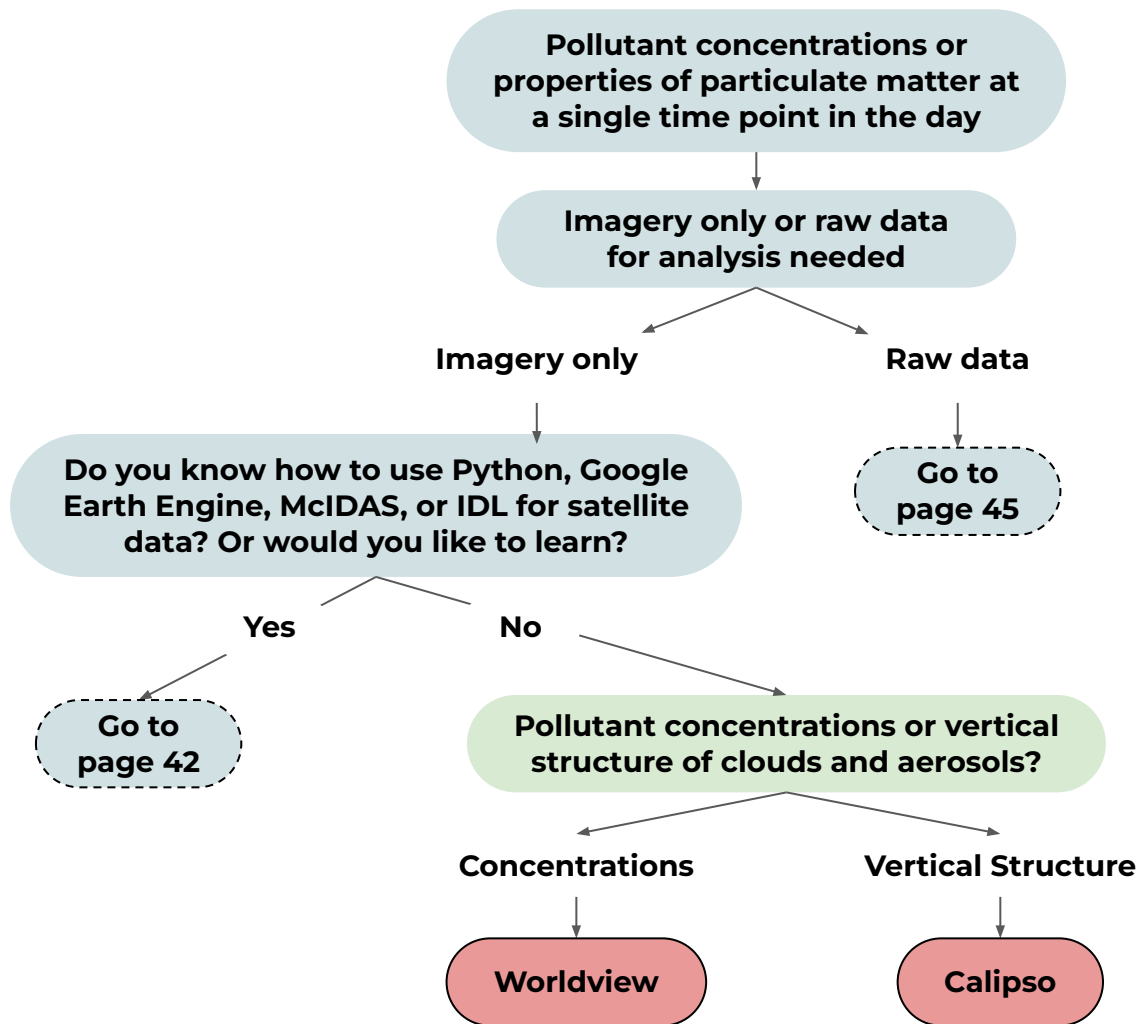 Pollutant concentrations or
properties of particulate matter at
a single time point in the day
Imagery only or raw data
for analysis needed
Imagery only
Raw data
Do you know how to use Python, Google
Earth Engine, McIDAS, or IDL for satellite
data? Or would you like to learn?
Go to
page 45
Yes
No
Go to
page 42
Pollutant concentrations or vertical
structure of clouds and aerosols?
Concentrations
Vertical Structure
Worldview
Calipso